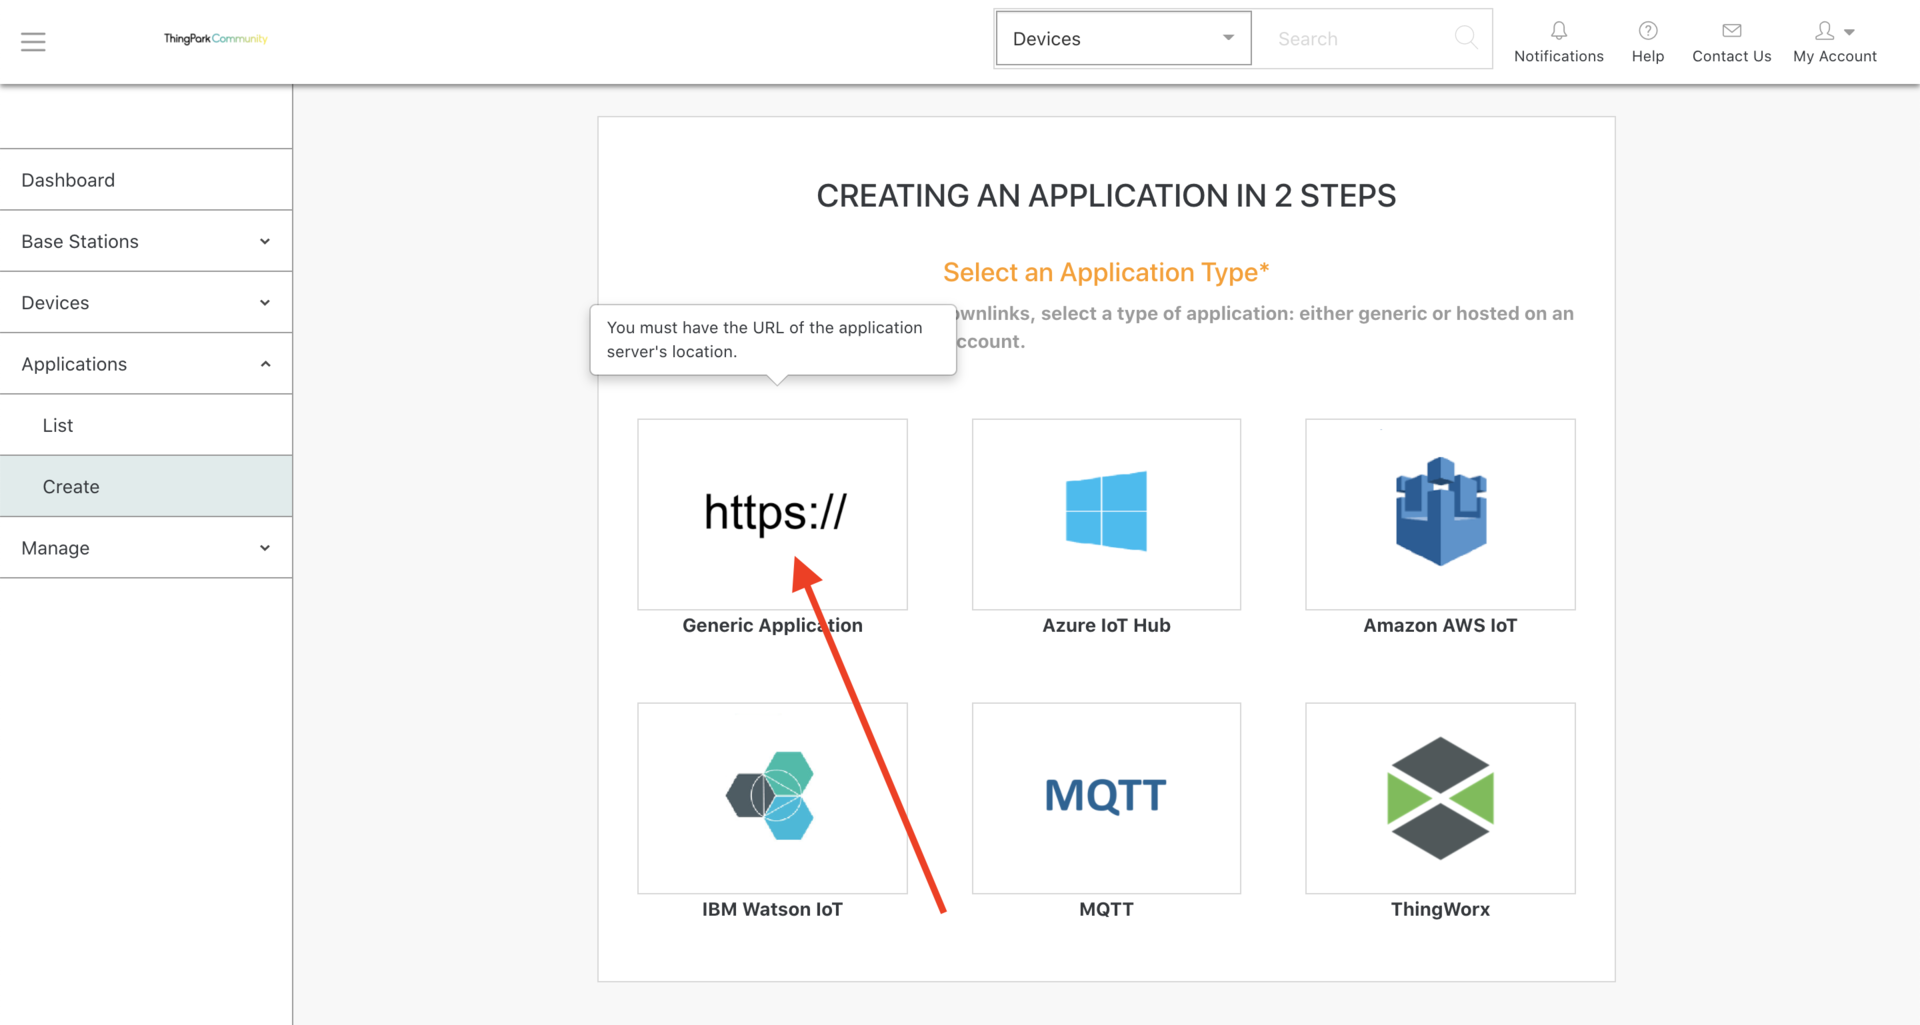 ThingPark Community
Devices
Search
Notifications
Help
Contact Us
My Account
Dashboard
Base Stations
Devices
Applications
List
Create
Manage
CREATING AN APPLICATION IN 2 STEPS
Select an Application Type*
select a type of application: either generic or hosted on an
You must have the URL of the application
server's location.
https://
Generic Application
Azure IoT Hub
Amazon AWS IoT
IBM Watson IoT
MQTT
MQTT
ThingWorx